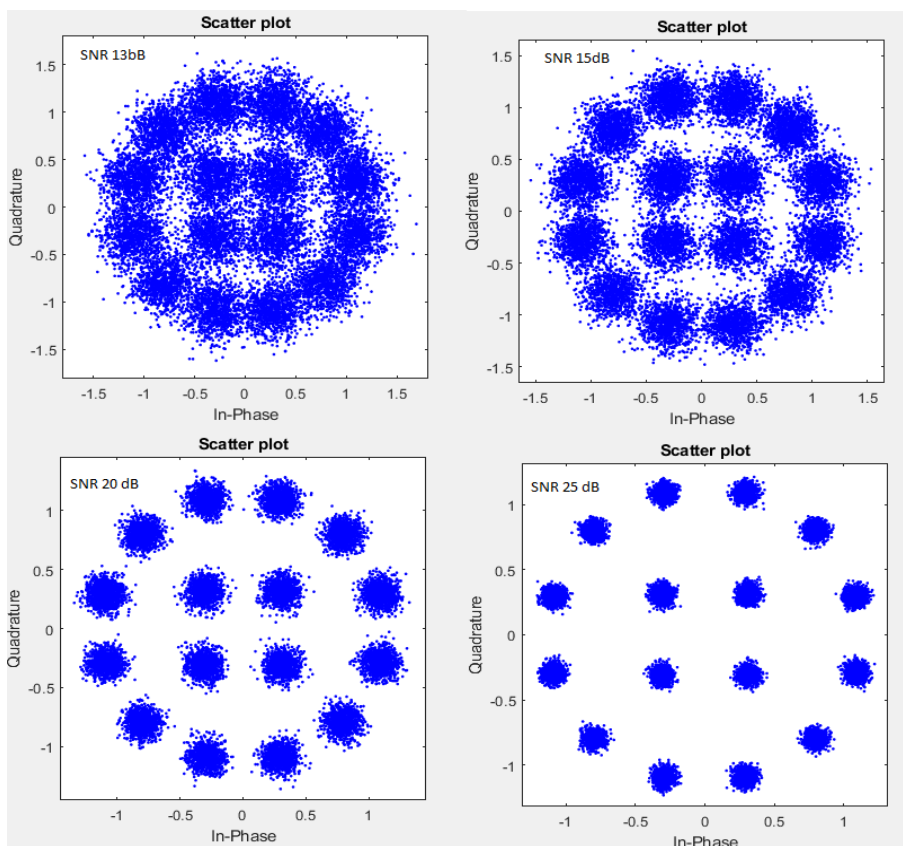 Scatter plot
SNR 13bB
1.5
1
0.5
0
-0.5
-1
-1.5
-1.5 -1 -0.5 0 0.5 1 1.5
Quadrature
In-Phase
Scatter plot
SNR 15dB
1.5
1
0.5
0
-0.5
-1
-1.5
-1.5 -1 -0.5 0 0.5 1 1.5
Quadrature
In-Phase
Scatter plot
SNR 20 dB
1
0.5
0
-0.5
-1
-1 -0.5 0 0.5 1
Quadrature
In-Phase
Scatter plot
SNR 25 dB
1
0.5
0
-0.5
-1
-1 -0.5 0 0.5 1
Quadrature
In-Phase